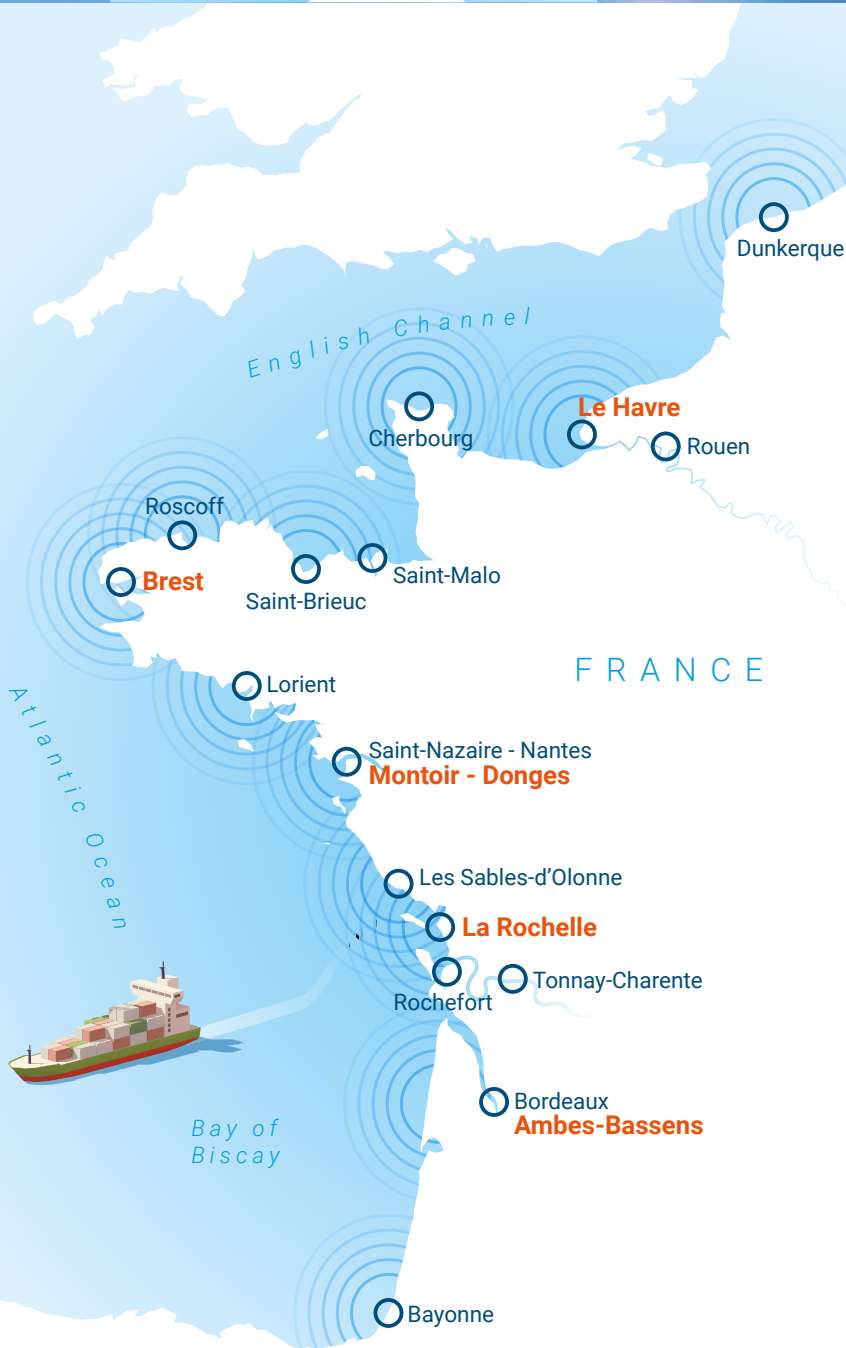 Dunkerque
English Channel
Le Havre
Cherbourg
Rouen
Roscoff
Brest
Saint-Malo
Saint-Brieuc
FRANCE
Lorient
Atlantic Ocean
Saint-Nazaire - Nantes
Montoir - Donges
Les Sables-d’Olonne
La Rochelle
Tonnay-Charente
Rochefort
Bordeaux
Ambes-Bassens
Bay of
Biscay
Bayonne